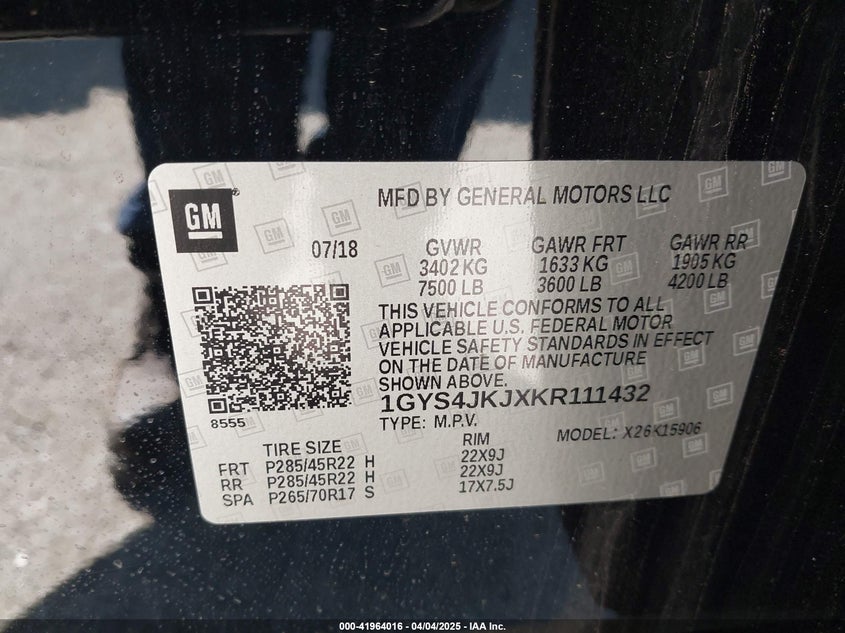 GM
MFD BY GENERAL MOTORS LLC
07/18
GVWR GAWR FRT GAWR RR
3402 KG 1633 KG 1905 KG
7500 LB 3600 LB 4200 LB
THIS VEHICLE CONFORMS TO ALL
APPLICABLE U.S. FEDERAL MOTOR
VEHICLE SAFETY STANDARDS IN EFFECT
ON THE DATE OF MANUFACTURE
SHOWN ABOVE.
1GYS4JKJXKR111432
8555
TYPE: M.P.V. MODEL: X26K15906
TIRE SIZE RIM
FRT P285/45R22 H 22X9J
RR P285/45R22 H 22X9J
SPA P265/70R17 S 17X7.5J
000-41964016 - 04/04/2025 - IAA Inc.